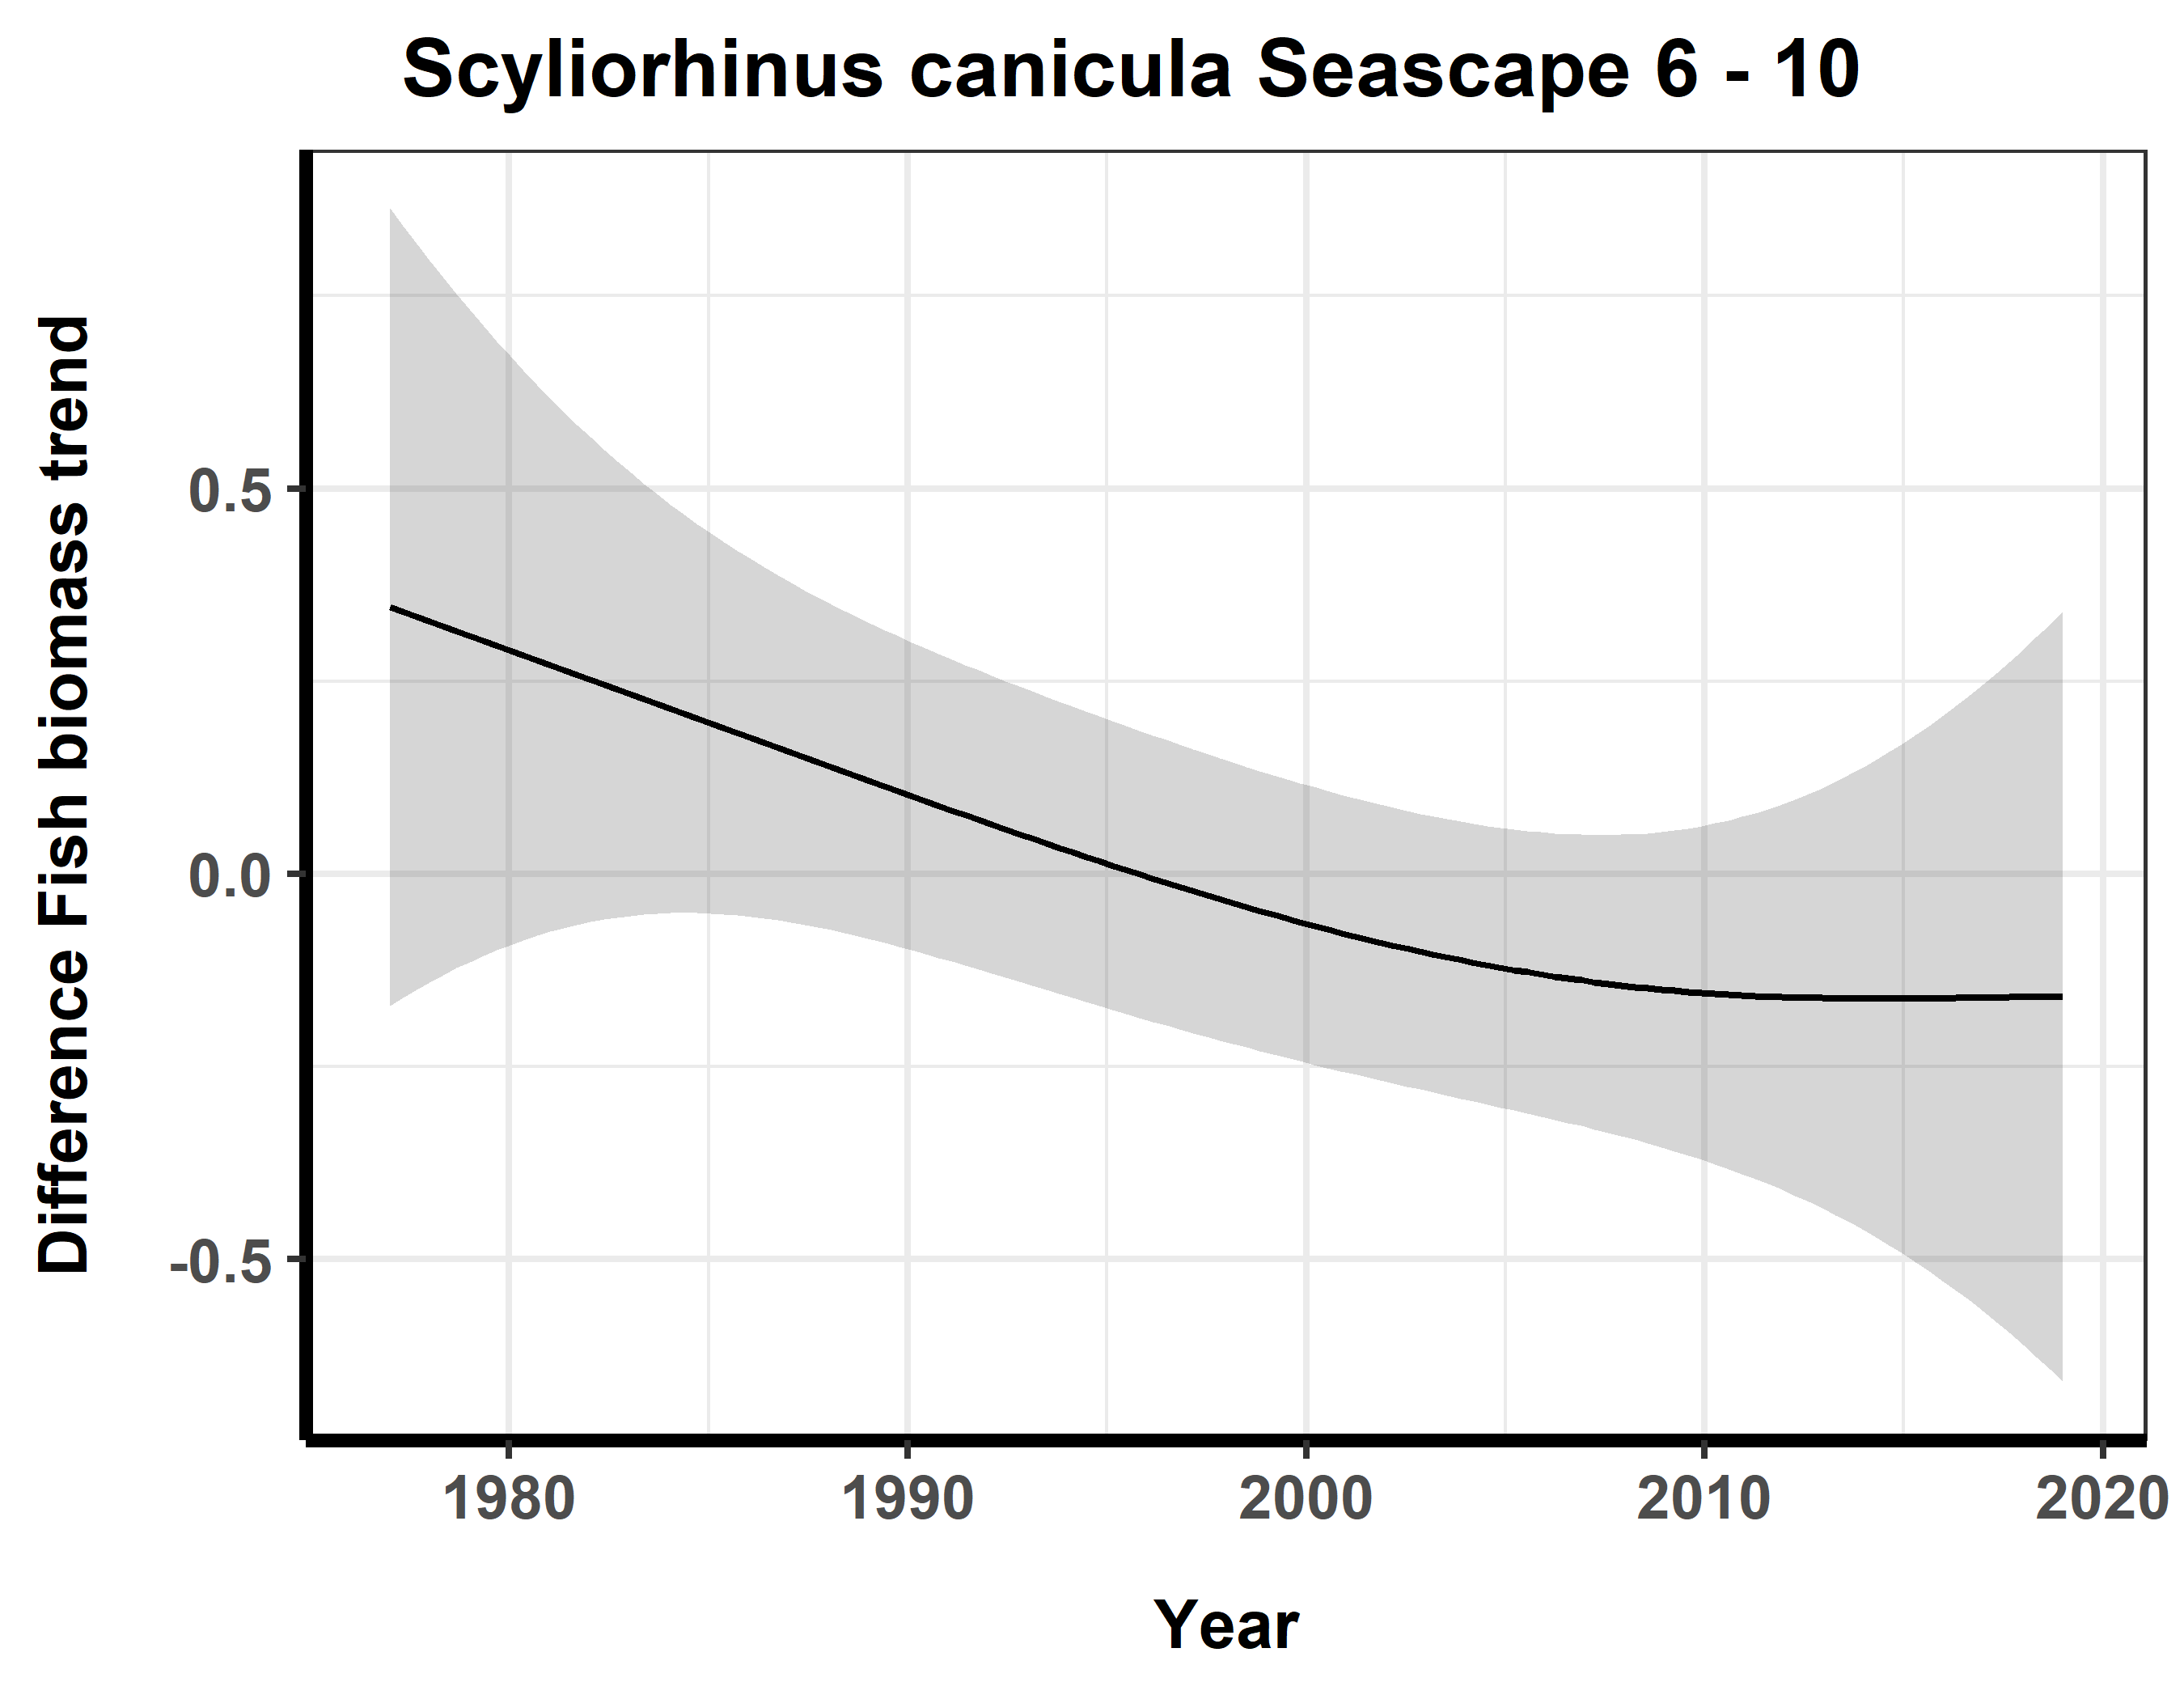 Scyliorhinus canicula Seascape 6 - 10
Difference Fish biomass trend
0.5
0.0
-0.5
1980 1990 2000 2010 2020
Year